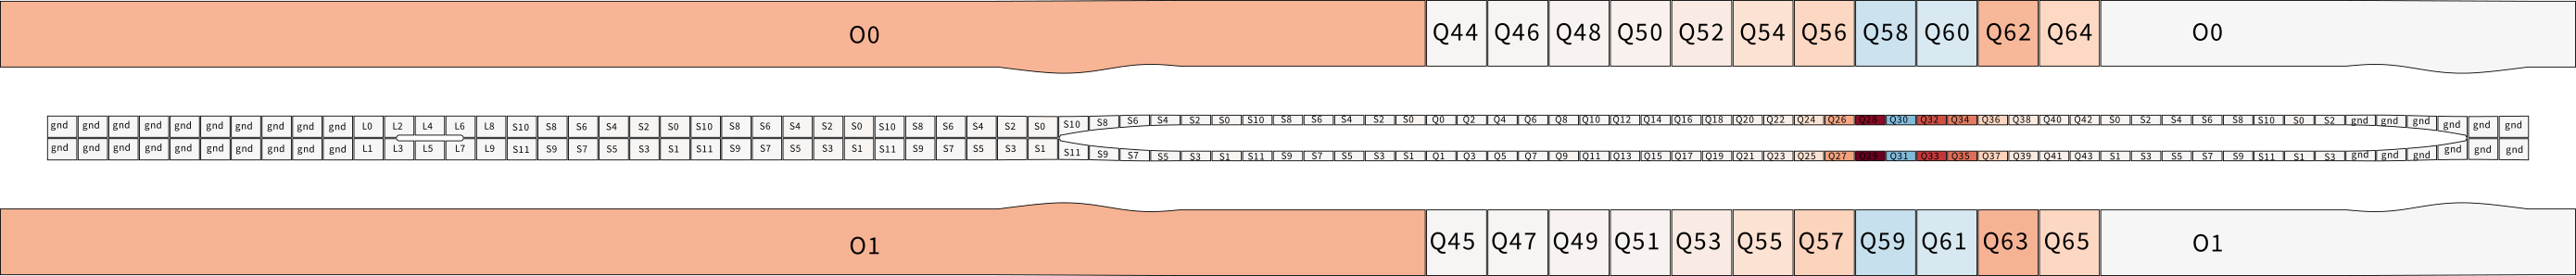 O0 Q44 Q46 Q48 Q50 Q52 Q54 Q56 Q58 Q60 Q62 Q64 O0
gnd gnd gnd gnd gnd gnd gnd gnd gnd gnd L0 L2 L4 L6 L8 S10 S8 S6 S4 S2 S0 S10 S8 S6 S4 S2 S0 S10 S8 S6 S4 S2 S0 S10 S8 S6 S4 S2 S0 S10 S8 S6 S4 S2 S0 Q0 Q2 Q4 Q6 Q8 Q10 Q12 Q14 Q16 Q18 Q20 Q22 Q24 Q26 Q28 Q30 Q32 Q34 Q36 Q38 Q40 Q42 S0 S2 S4 S6 S8 S10 S0 S2 gnd gnd gnd gnd gnd gnd
gnd gnd gnd gnd gnd gnd gnd gnd gnd gnd L1 L3 L5 L7 L9 S11 S9 S7 S5 S3 S1 S11 S9 S7 S5 S3 S1 S11 S9 S7 S5 S3 S1 S11 S9 S7 S5 S3 S1 S11 S9 S7 S5 S3 S1 Q1 Q3 Q5 Q7 Q9 Q11 Q13 Q15 Q17 Q19 Q21 Q23 Q25 Q27 Q29 Q31 Q33 Q35 Q37 Q39 Q41 Q43 S1 S3 S5 S7 S9 S11 S1 S3 gnd gnd gnd gnd gnd gnd
O1 Q45 Q47 Q49 Q51 Q53 Q55 Q57 Q59 Q61 Q63 Q65 O1